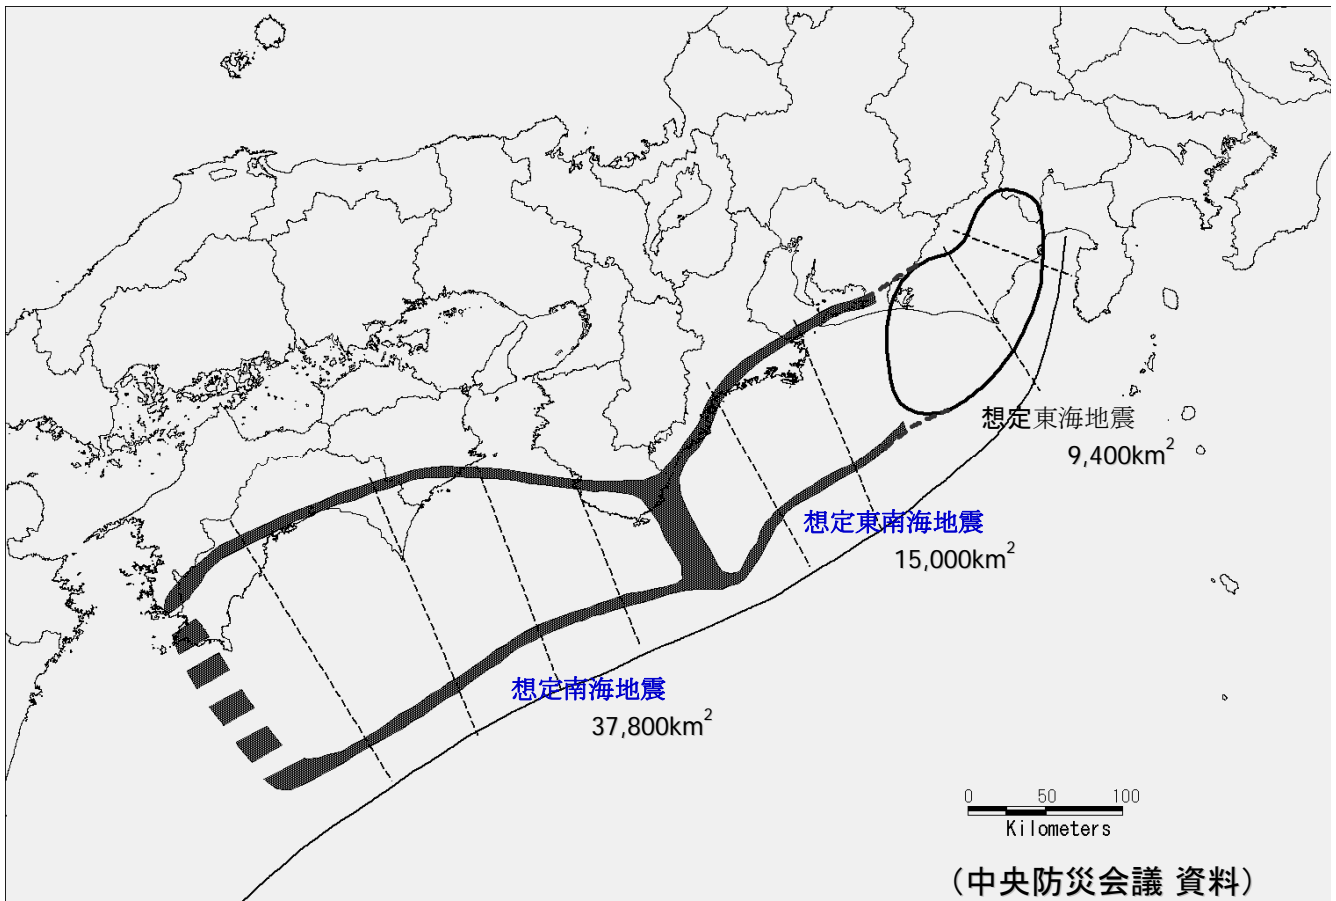 想定東海地震
9,400km²
想定東南海地震
15,000km²
想定南海地震
37,800km²
0 50 100
Kilometers
(中央防災会議 資料)